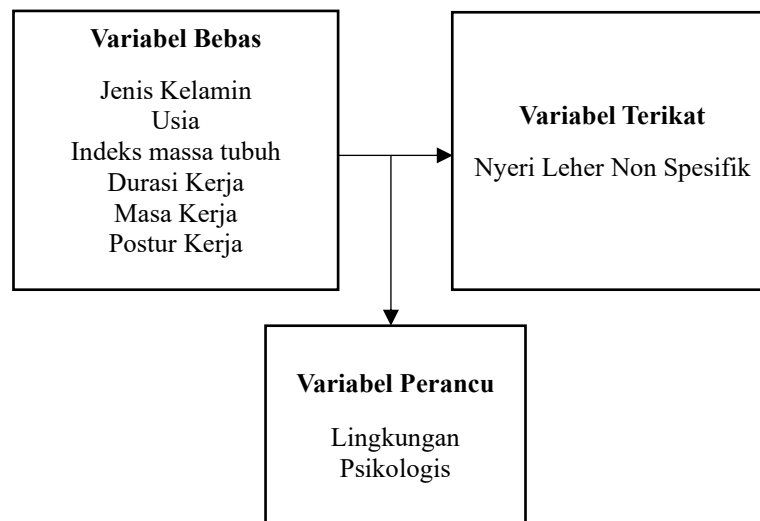 Variabel Bebas
Jenis Kelamin
Usia
Indeks massa tubuh
Durasi Kerja
Masa Kerja
Postur Kerja
Variabel Terikat
Nyeri Leher Non Spesifik
Variabel Perancu
Lingkungan
Psikologis